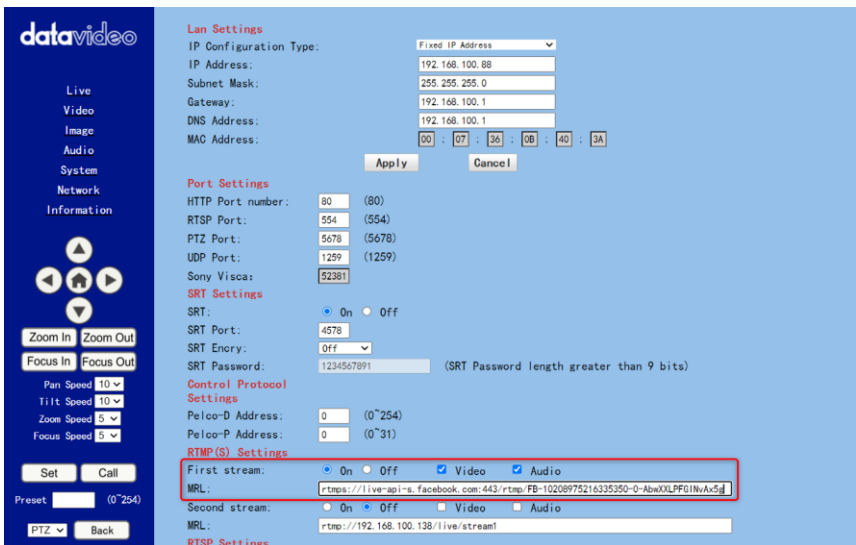 datavideo
Live
Video
Image
Audio
System
Network
Information
Zoom In Zoom Out
Focus In Focus Out
Pan Speed 10
Tilt Speed 10
Zoom Speed 5
Focus Speed 5
Set Call
Preset (0~254)
PTZ Back
Lan Settings
IP Configuration Type: Fixed IP Address
IP Address: 192.168.100.88
Subnet Mask: 255.255.255.0
Gateway: 192.168.100.1
DNS Address: 192.168.100.1
MAC Address: 00 : 07 : 36 : 0B : 40 : 3A
Apply Cancel
Port Settings
HTTP Port number: 80 (80)
RTSP Port: 554 (554)
PTZ Port: 5678 (5678)
UDP Port: 1259 (1259)
Sony Visca: 52381
SRT Settings
SRT: On Off
SRT Port: 4578
SRT Encry: Off
SRT Password: 1234567891 (SRT Password length greater than 9 bits)
Control Protocol
Settings
Pelco-D Address: 0 (0~254)
Pelco-P Address: 0 (0~31)
RTMP(S) Settings
First stream: On Off Video Audio
MRL: rtmps://live-api-s.facebook.com:443/rtmp/FB-10208975216335350-0-AbwXXLPFGINvAx5g
Second stream: On Off Video Audio
MRL: rtmp://192.168.100.138/live/stream1
RTSP Settings